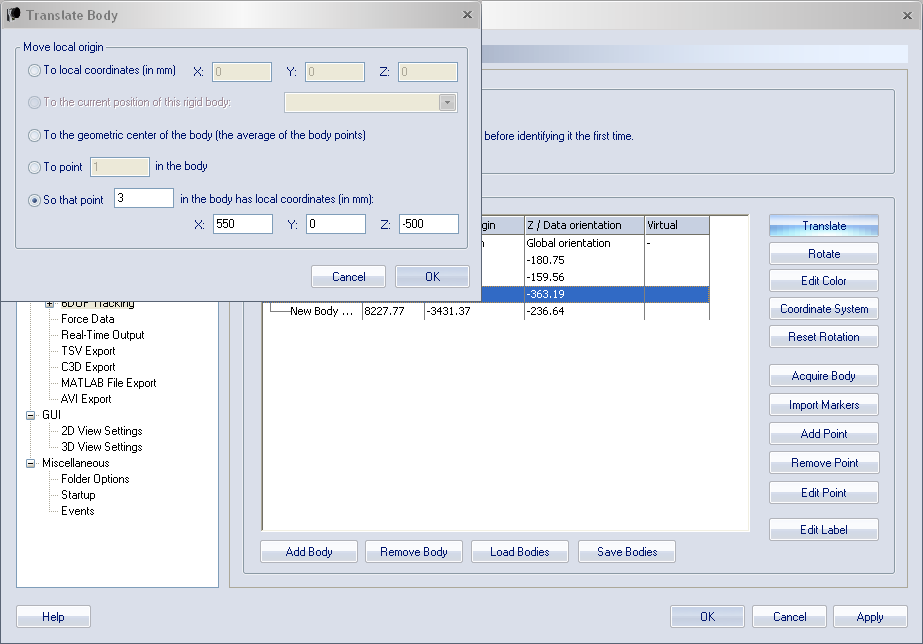 Translate Body
Move local origin
To local coordinates (in mm) X: 0 Y: 0 Z: 0
To the current position of this rigid body:
To the geometric center of the body (the average of the body points)
To point 1 in the body
So that point 3 in the body has local coordinates (in mm):
X: 550 Y: 0 Z: -500
Cancel OK
before identifying it the first time.
Z / Data orientation Virtual
Global orientation -
-180.75
-159.56
-363.19
New Body ... 8227.77 -3431.37 -236.64
Translate
Rotate
Edit Color
Coordinate System
Reset Rotation
Acquire Body
Import Markers
Add Point
Remove Point
Edit Point
Edit Label
6DOF Tracking
Force Data
Real-Time Output
TSV Export
C3D Export
MATLAB File Export
AVI Export
GUI
2D View Settings
3D View Settings
Miscellaneous
Folder Options
Startup
Events
Add Body Remove Body Load Bodies Save Bodies
Help OK Cancel Apply